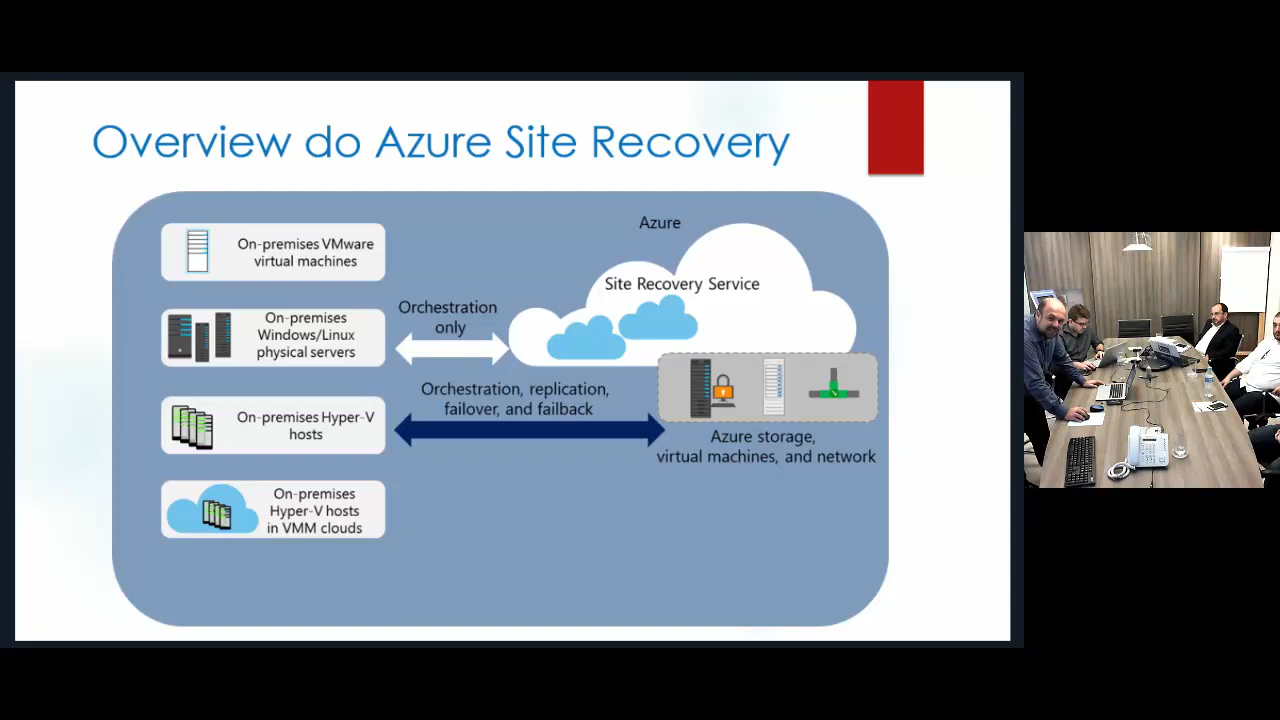 Overview do Azure Site Recovery
On-premises VMware
virtual machines
On-premises
Windows/Linux
physical servers
On-premises Hyper-V
hosts
On-premises
Hyper-V hosts
in VMM clouds
Orchestration
only
Orchestration, replication,
failover, and failback
Azure
Site Recovery Service
Azure storage,
virtual machines, and network